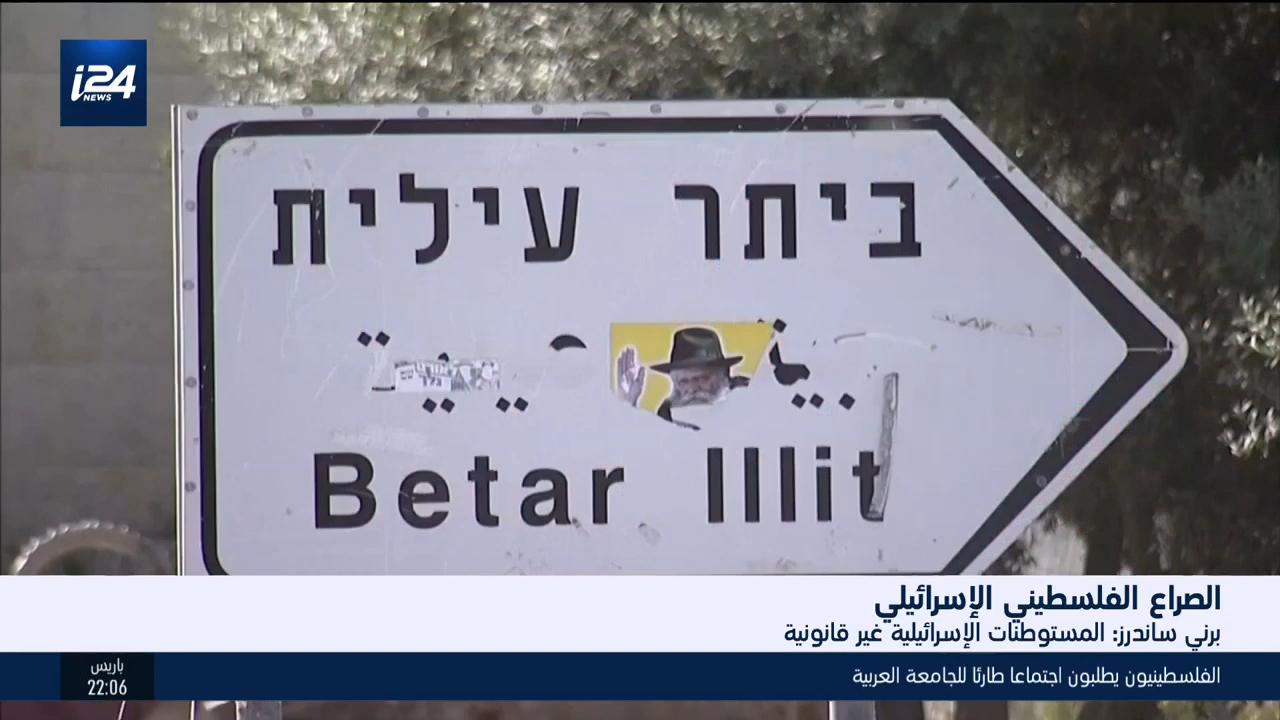 i24
NEWS
ביתר עילית
Betar Illit
الصراع الفلسطيني الإسرائيلي
برني ساندرز: المستوطنات الإسرائيلية غير قانونية
الفلسطينيون يطلبون اجتماعا طارئا للجامعة العربية
باريس
22:06